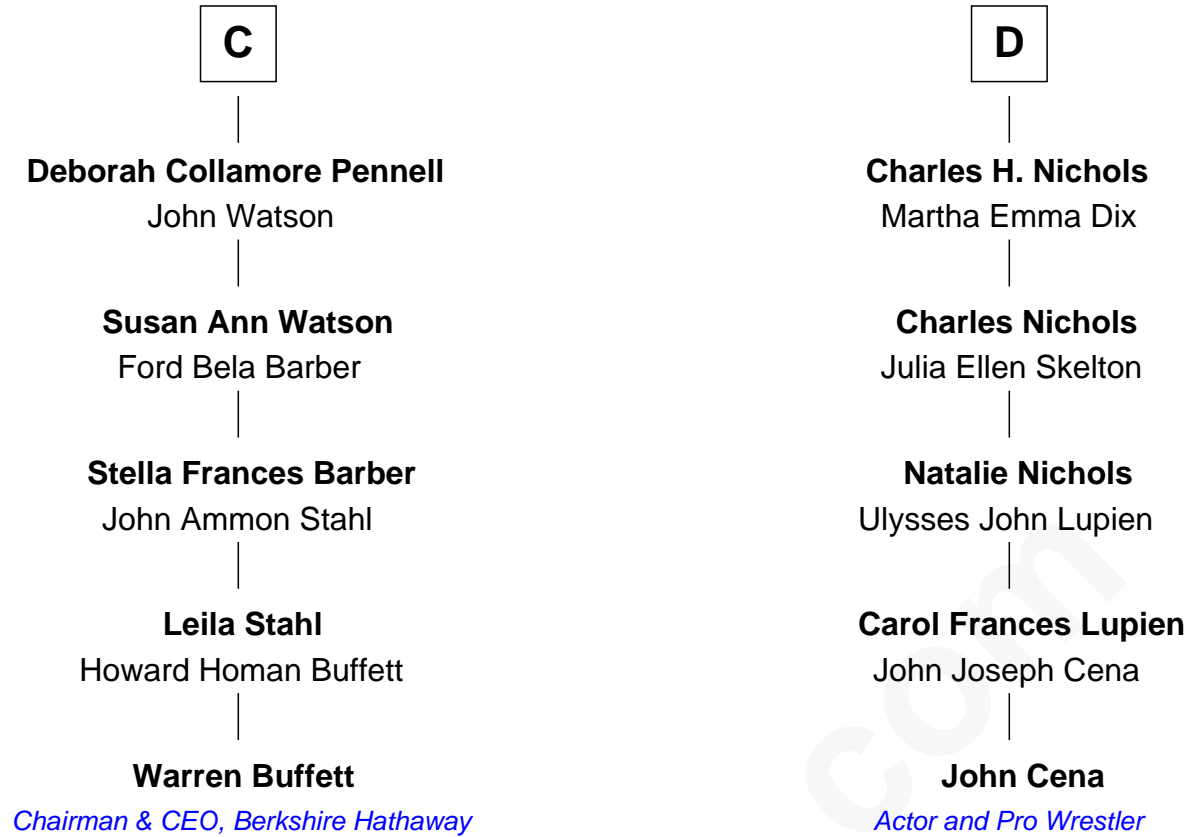 C
Deborah Collamore Pennell
John Watson
Susan Ann Watson
Ford Bela Barber
Stella Frances Barber
John Ammon Stahl
Leila Stahl
Howard Homan Buffett
Warren Buffett
Chairman & CEO, Berkshire Hathaway
D
Charles H. Nichols
Martha Emma Dix
Charles Nichols
Julia Ellen Skelton
Natalie Nichols
Ulysses John Lupien
Carol Frances Lupien
John Joseph Cena
John Cena
Actor and Pro Wrestler
com